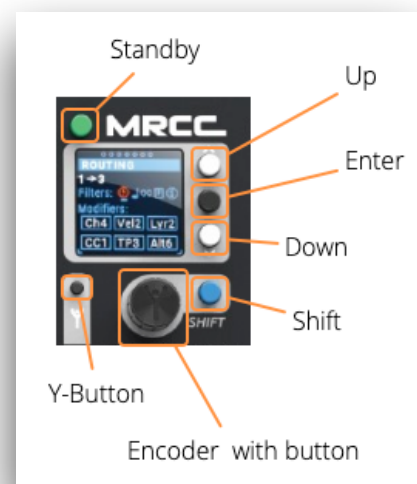 Standby
Up
MRCC
ROUTING
1→3
Enter
Filters:
Modifiers:
Ch4 Vel2 Lyr2
CC1 TP3 Alt6
Down
SHIFT
Shift
Y-Button
Encoder with button